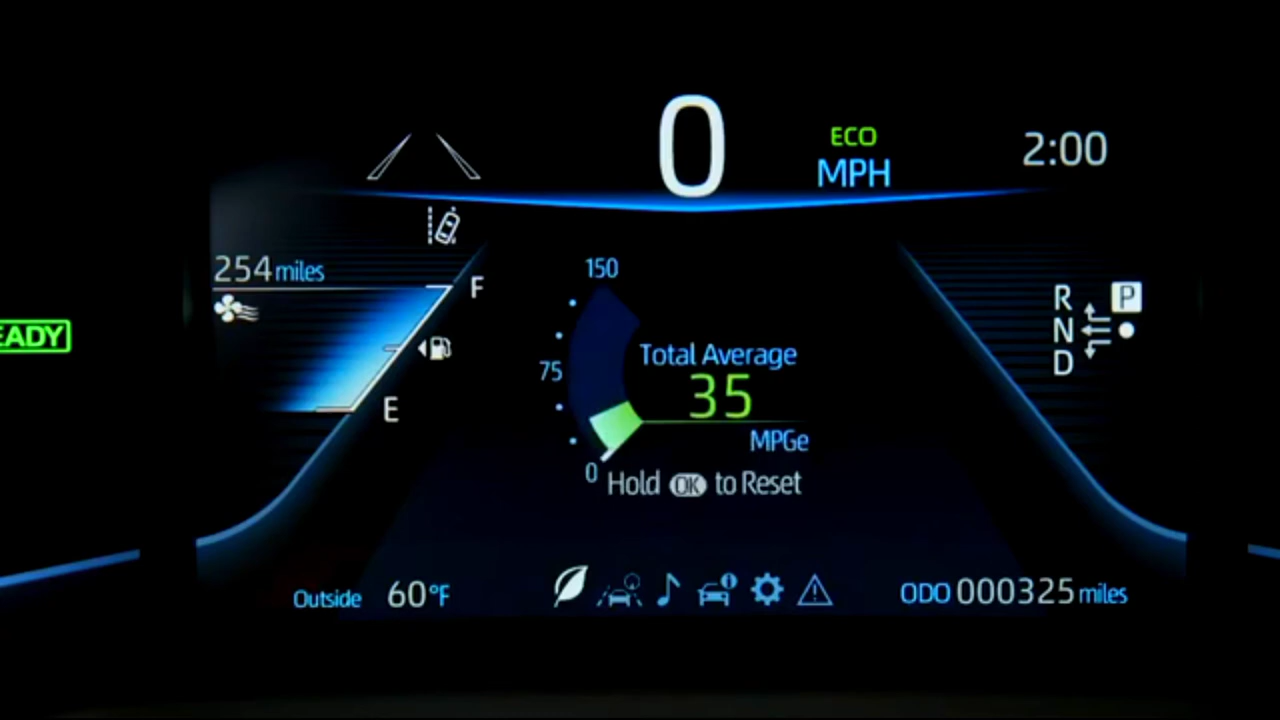 0
ECO
MPH
2:00
254 miles
F
E
EADY
150
75
0
Total Average
35
MPGe
Hold OK to Reset
R
N
D
P
Outside 60°F
ODO 000325 miles